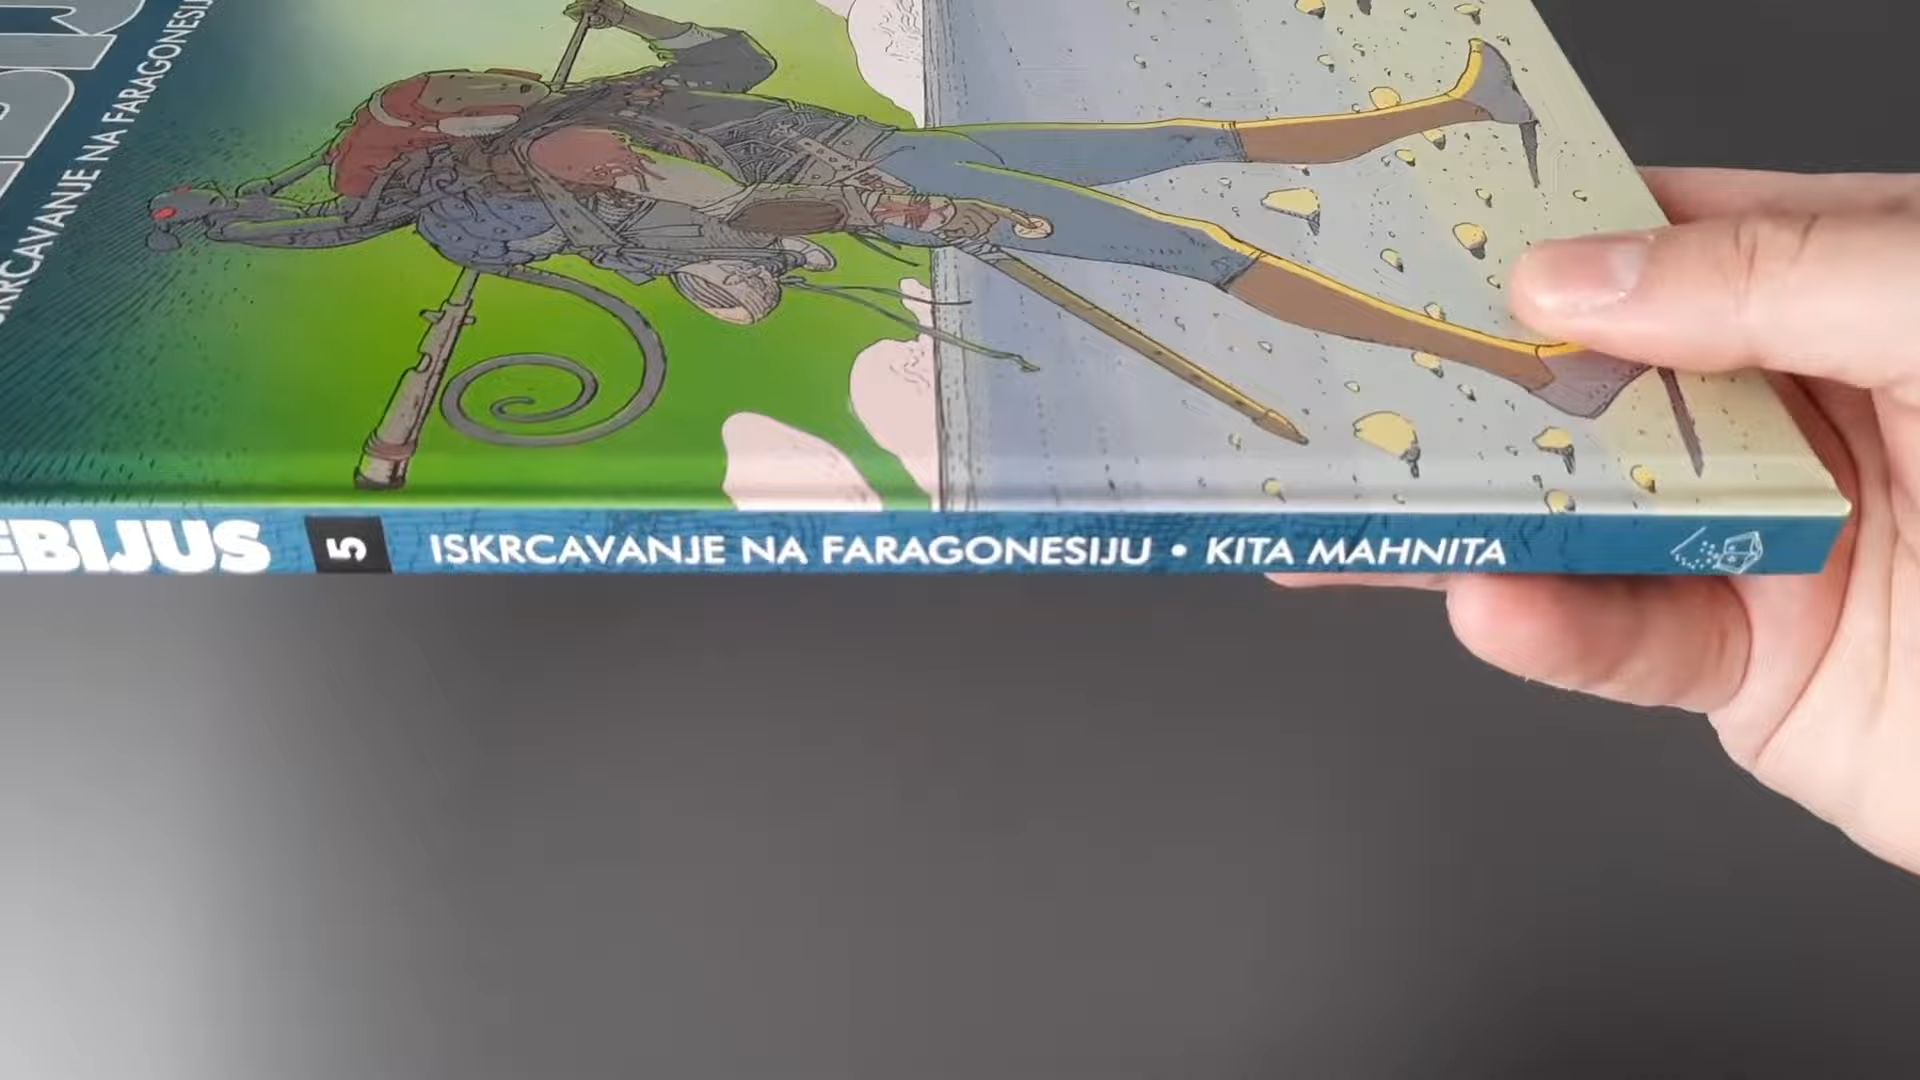 ISKRCAVANJE NA FARAGONESIJU
EBIJUS 5 ISKRCAVANJE NA FARAGONESIJU • KITA MAHNITA